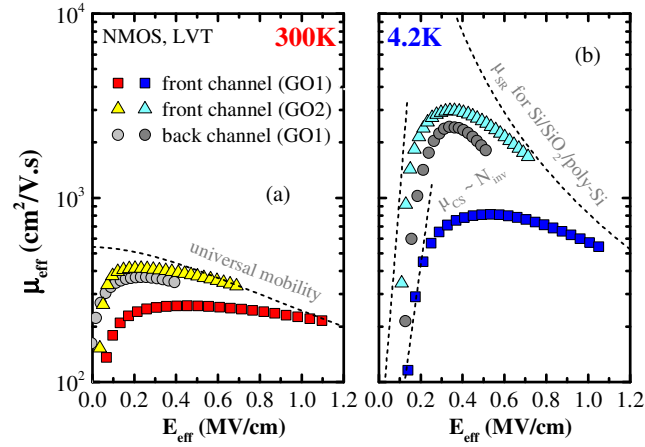 NMOS, LVT 300K
front channel (GO1)
front channel (GO2)
back channel (GO1)
(a)
universal mobility
4.2K
(b)
μSR for Si/SiO2/poly-Si
μCS ~ Ninv
μeff (cm2/V.s)
104
103
102
0.0 0.2 0.4 0.6 0.8 1.0 1.2
Eeff (MV/cm)
0.0 0.2 0.4 0.6 0.8 1.0 1.2
Eeff (MV/cm)